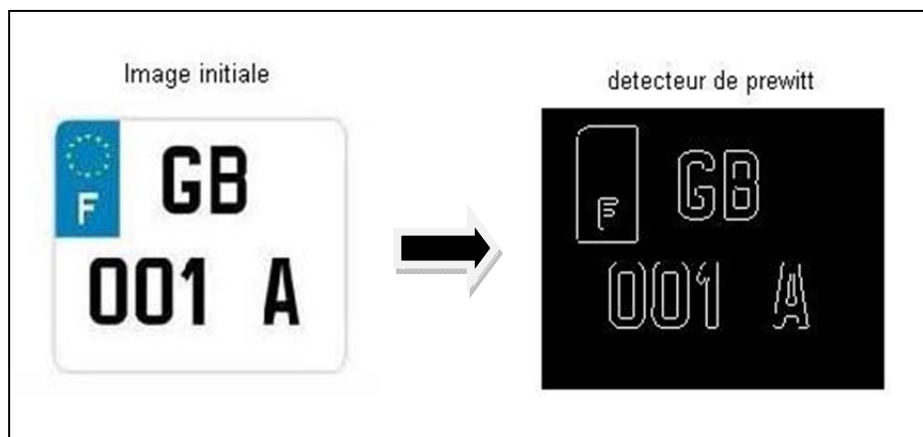 Image initiale
detecteur de prewitt
F
GB
001 A
F
GB
001 A